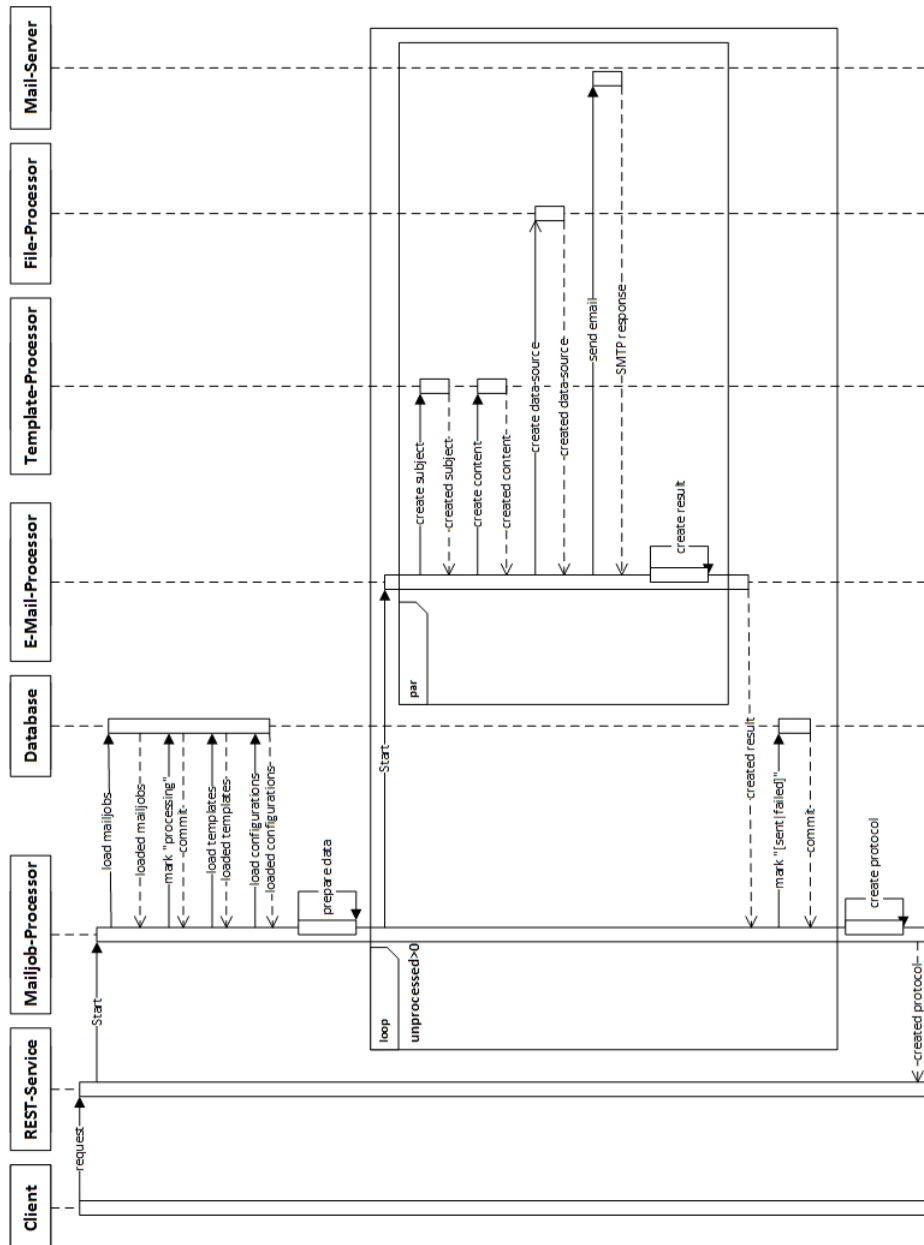 Client
REST-Service
Mailjob-Processor
Database
E-Mail-Processor
Template-Processor
File-Processor
Mail-Server
request
Start
load mailjobs
loaded mailjobs
mark "processing"
commit
load templates
loaded templates
load configurations
loaded configurations
prepare data
loop
unprocessed>0
Start
par
create subject
created subject
create content
created content
create data-source
created data-source
send email
SMTP response
create result
created result
mark "[sent|failed]"
commit
create protocol
created protocol